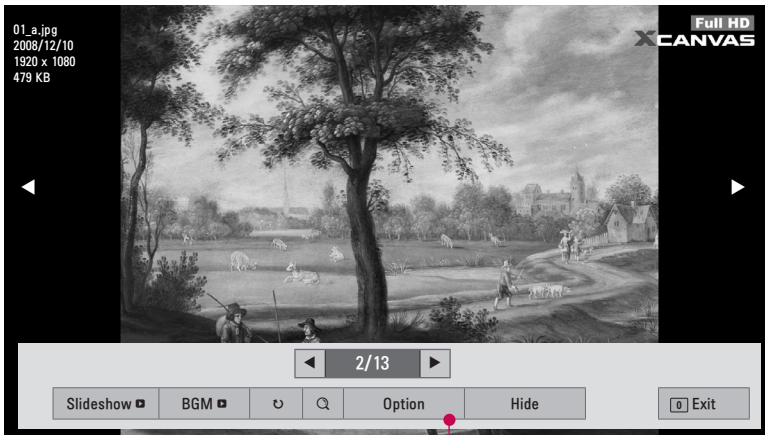 01_a.jpg
2008/12/10
1920 x 1080
479 KB
Full HD
XCANVAS
2/13
Slideshow
BGM
Option
Hide
0 Exit